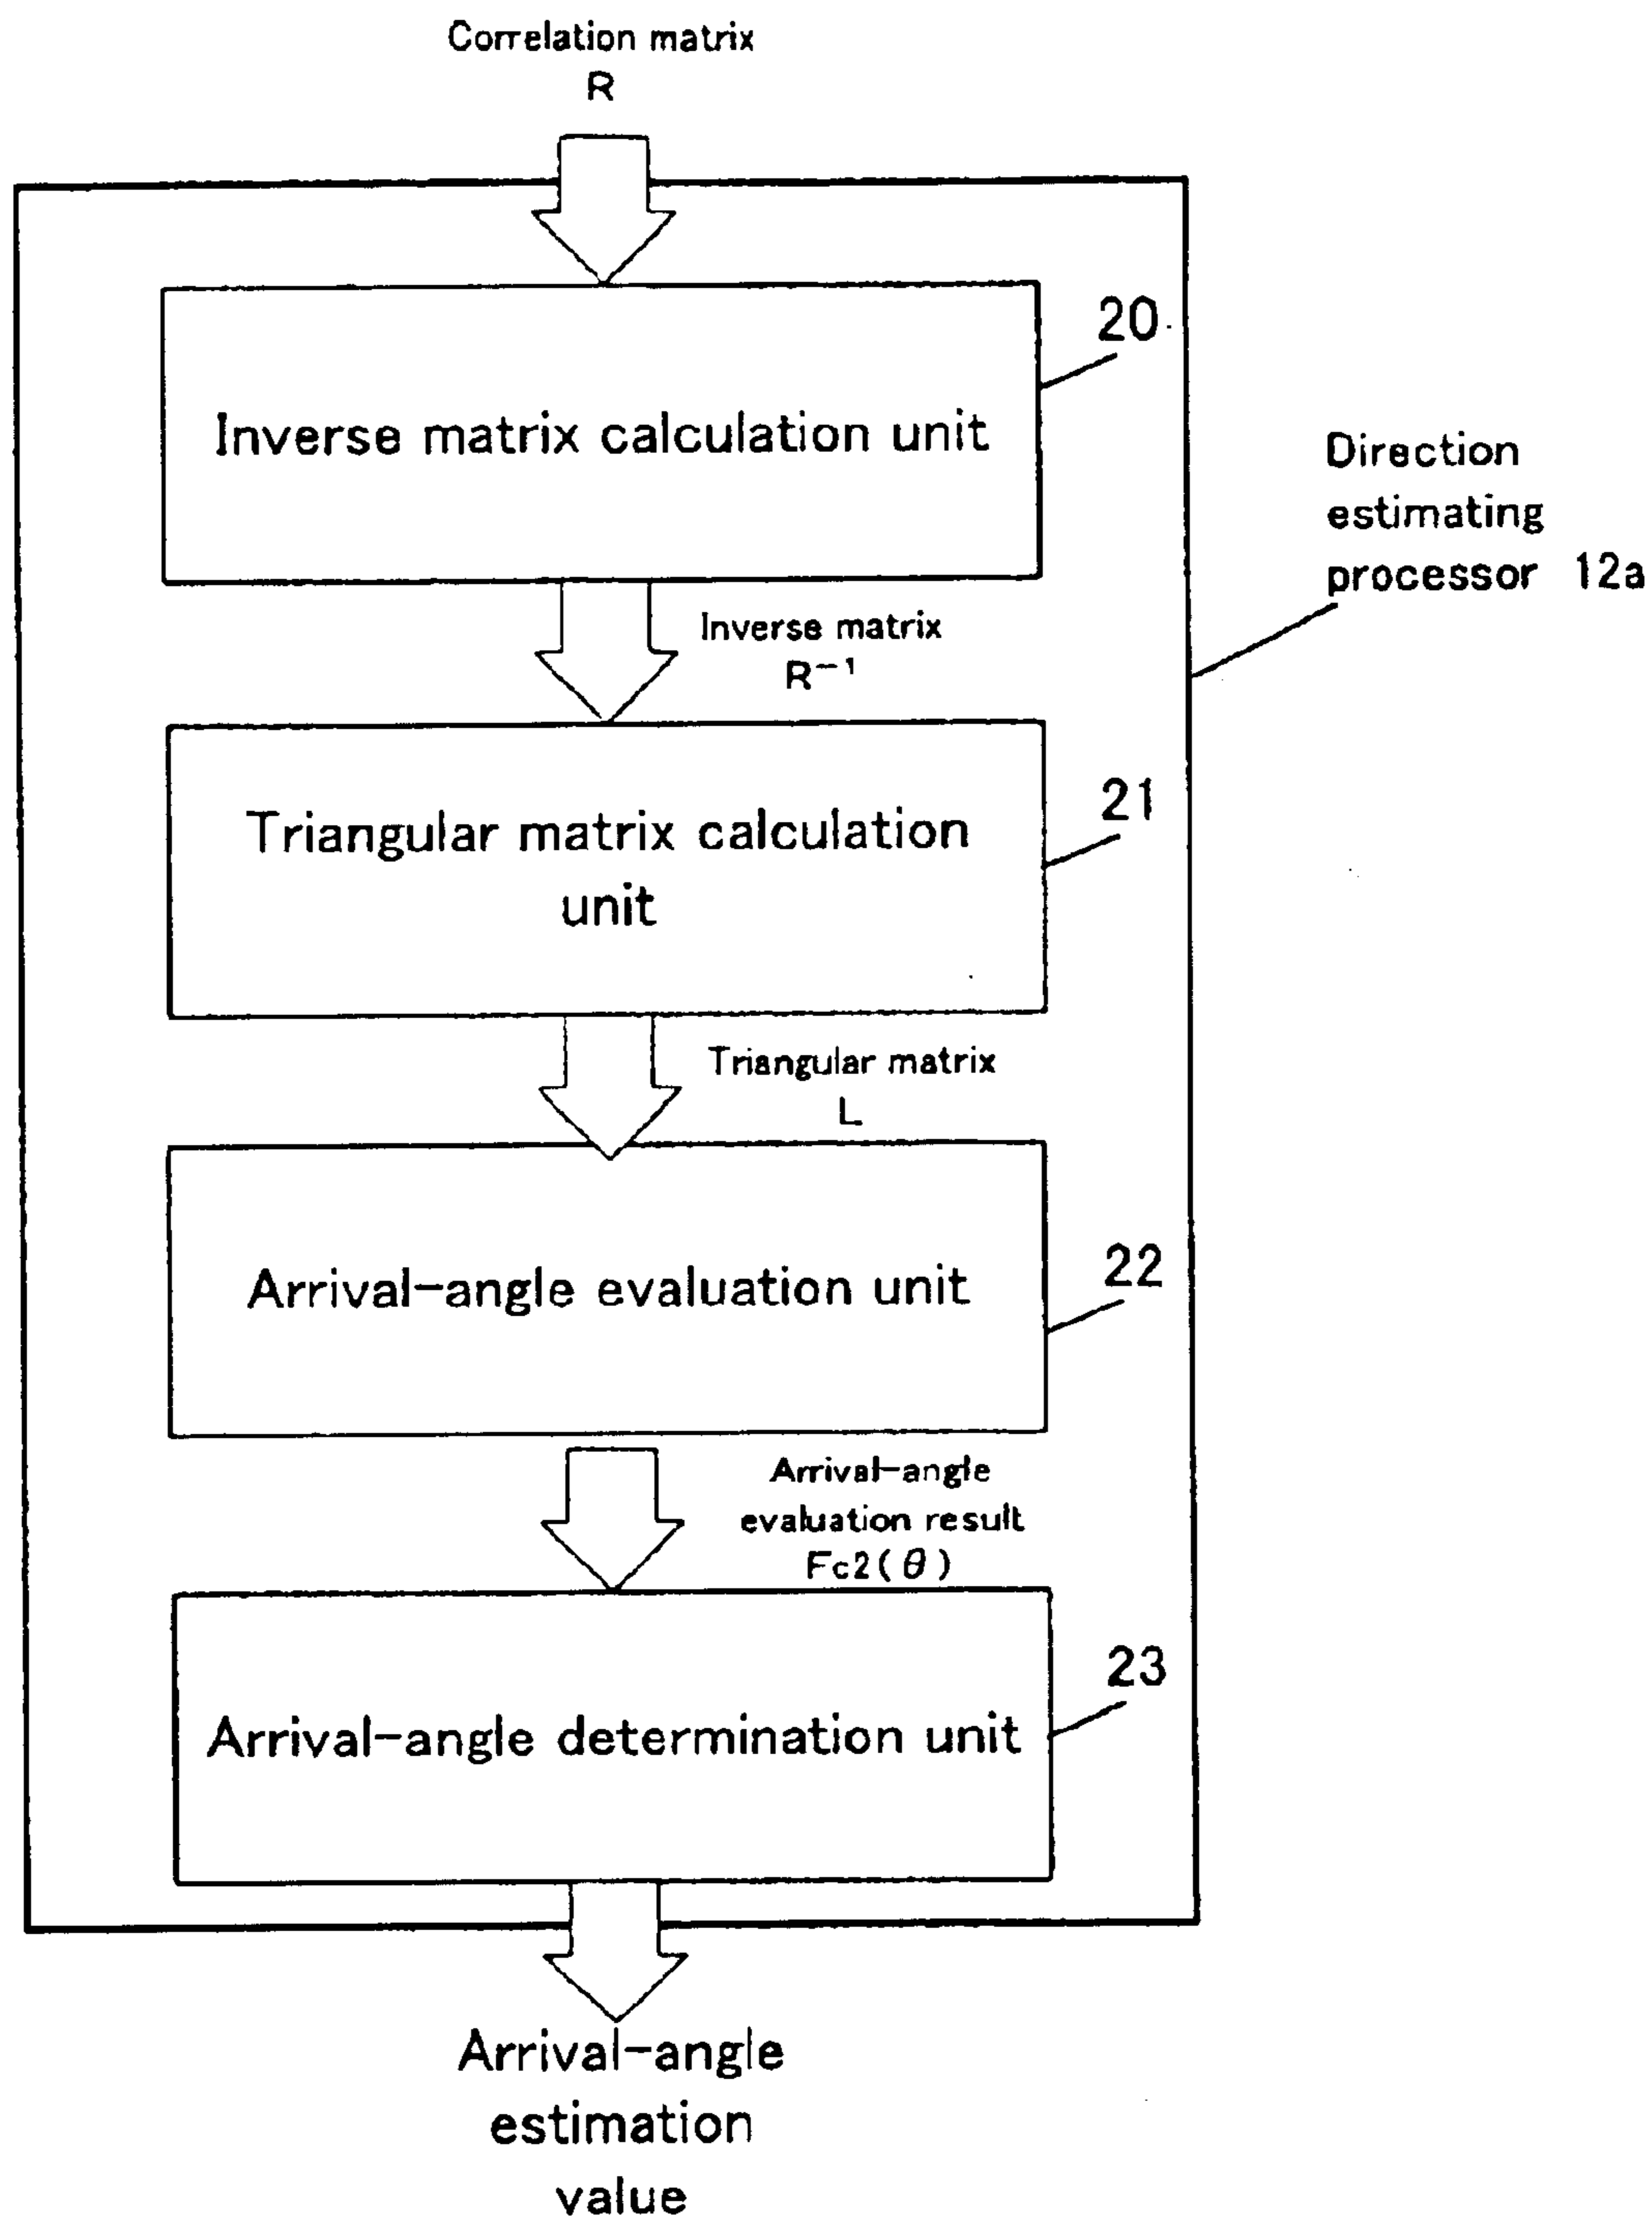 Correlation matrix
R
20
Inverse matrix calculation unit
Direction
estimating
processor 12a
Inverse matrix
R⁻¹
21
Triangular matrix calculation
unit
Triangular matrix
L
22
Arrival-angle evaluation unit
Arrival-angle
evaluation result
Fc2(θ)
23
Arrival-angle determination unit
Arrival-angle
estimation
value